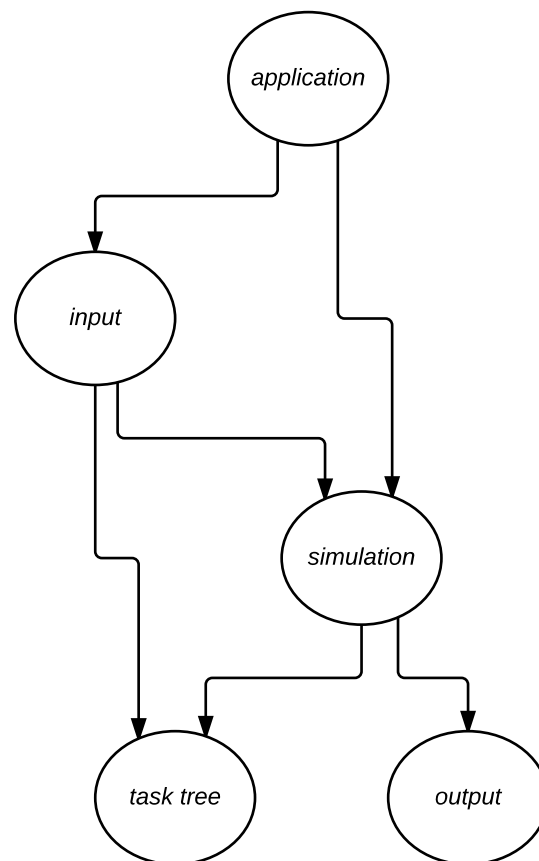 application
input
simulation
task tree
output